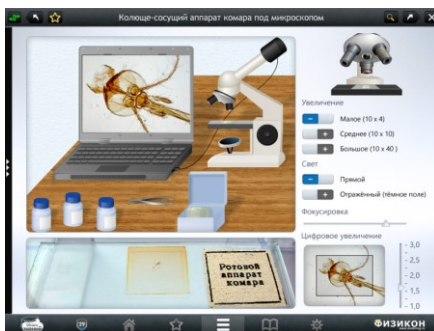 Колюще-сосущий аппарат комара под микроскопом
Увеличение
Малое (10 x 4)
Среднее (10 x 10)
Большое (10 x 40 )
Свет
Прямой
Отражённый (тёмное поле)
Фокусировка
Цифровое увеличение
3,0
2,5
2,0
1,5
1,0
Ротовой
аппарат
комара
ФИЗИКОН